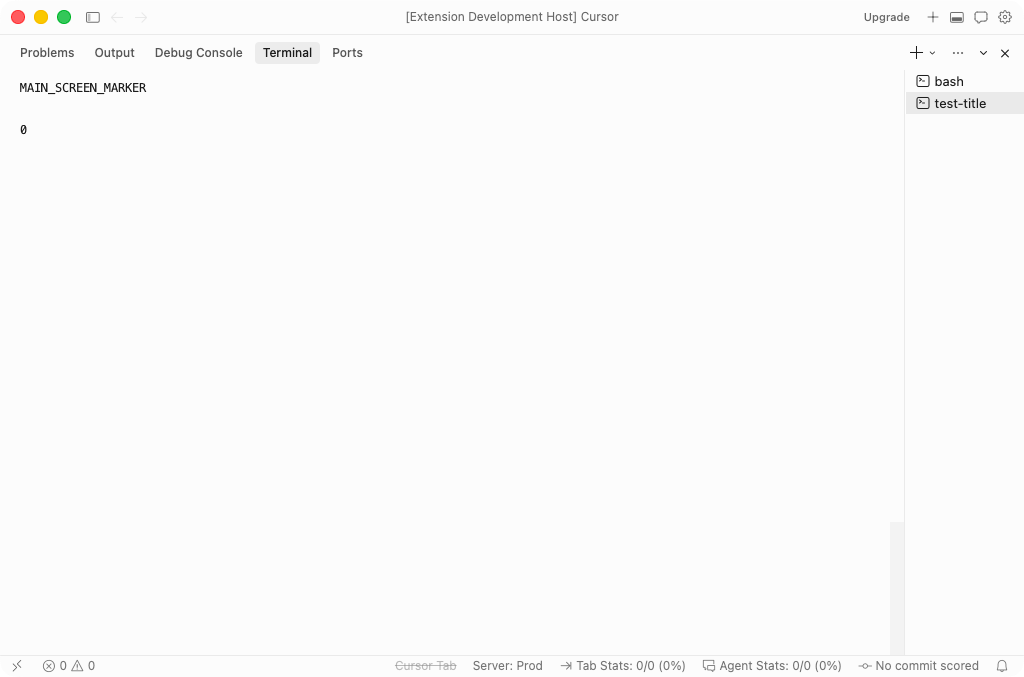 [Extension Development Host] Cursor
Upgrade
Problems Output Debug Console Terminal Ports
MAIN_SCREEN_MARKER
0
bash
test-title
0 0 Cursor Tab Server: Prod Tab Stats: 0/0 (0%) Agent Stats: 0/0 (0%) No commit scored